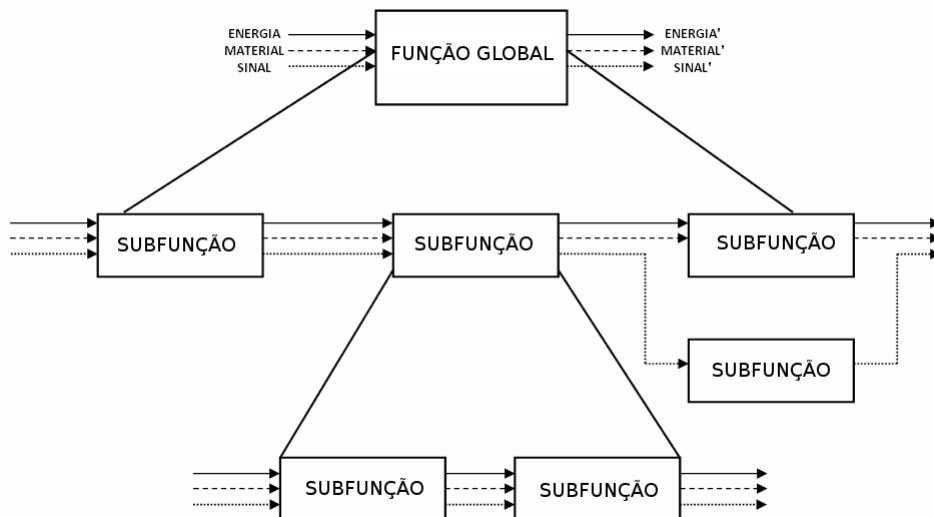 ENERGIA
MATERIAL
SINAL
FUNÇÃO GLOBAL
ENERGIA'
MATERIAL'
SINAL'
SUBFUNÇÃO
SUBFUNÇÃO
SUBFUNÇÃO
SUBFUNÇÃO
SUBFUNÇÃO
SUBFUNÇÃO